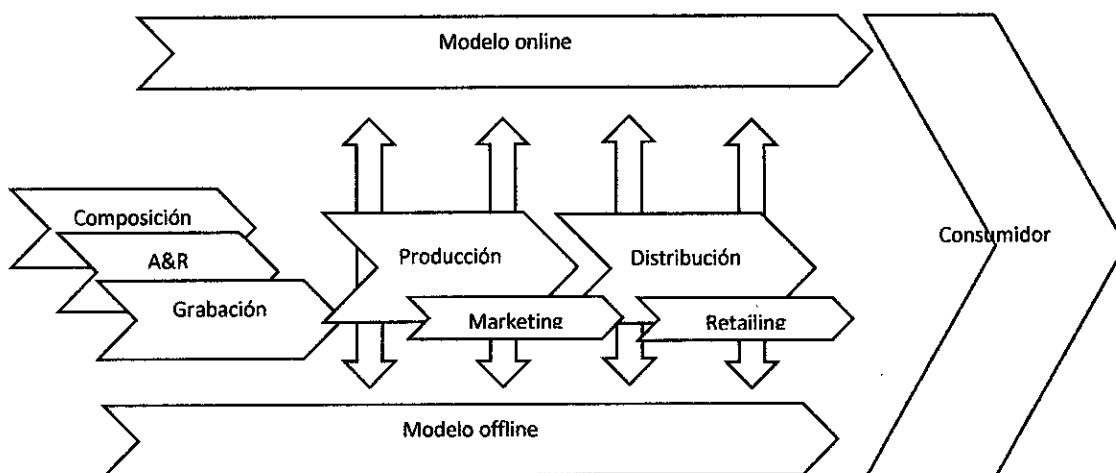 Modelo online
Composición
A&R
Grabación
Producción
Marketing
Distribución
Retailing
Consumidor
Modelo offline